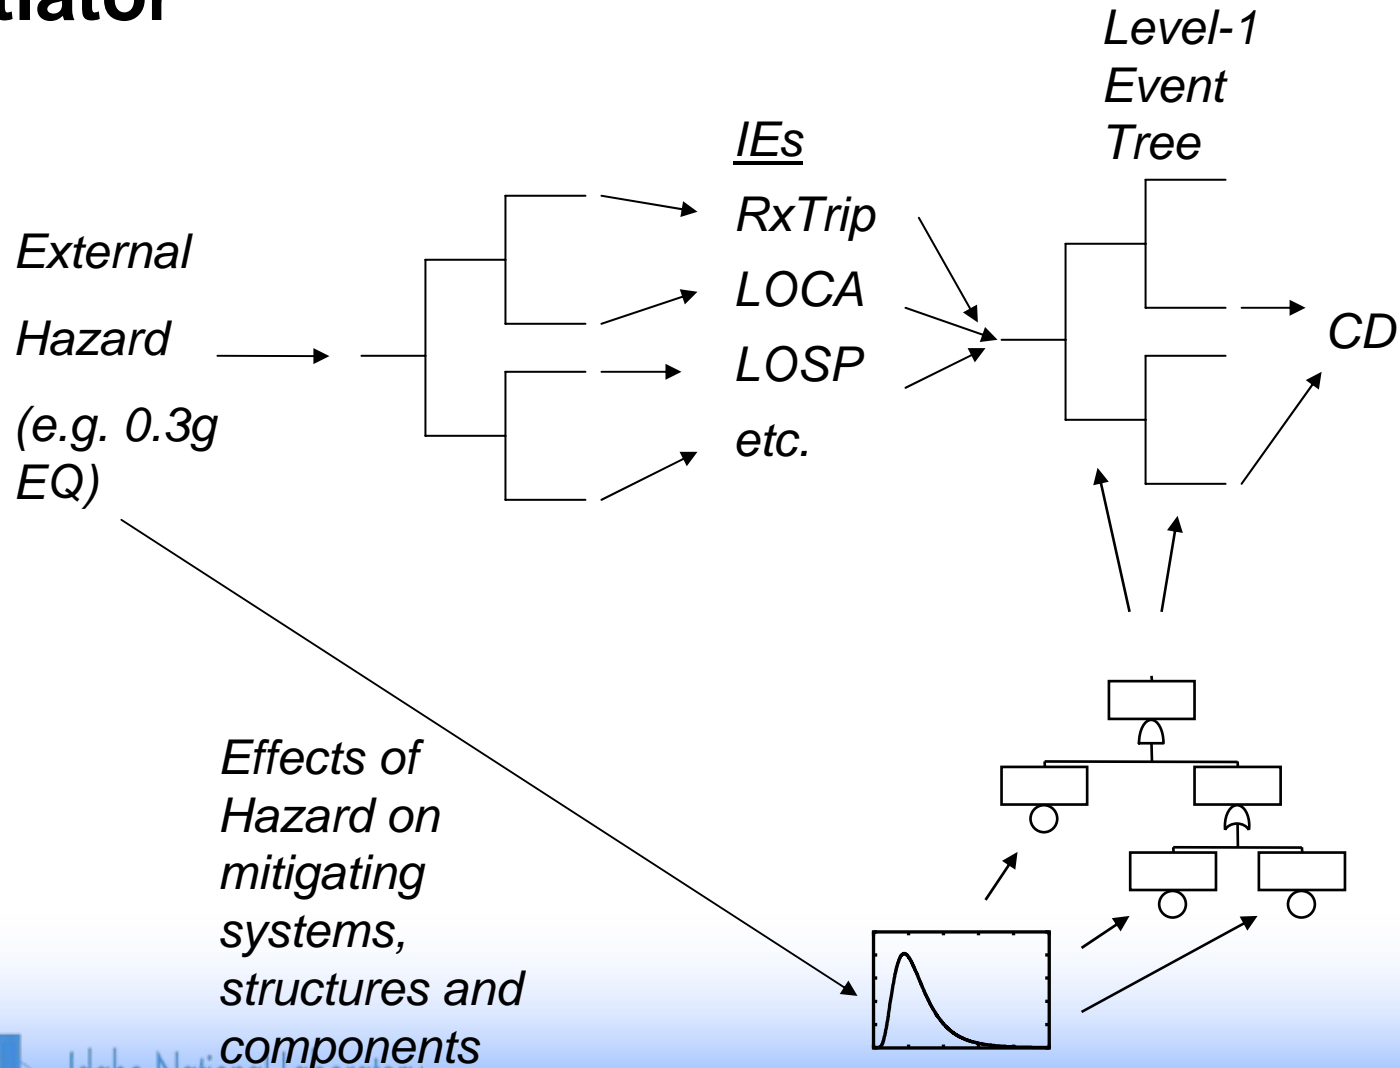 External
Hazard
(e.g. 0.3g
EQ)
IEs
RxTrip
LOCA
LOSP
etc.
Level-1
Event
Tree
CD
Effects of
Hazard on
mitigating
systems,
structures and
components